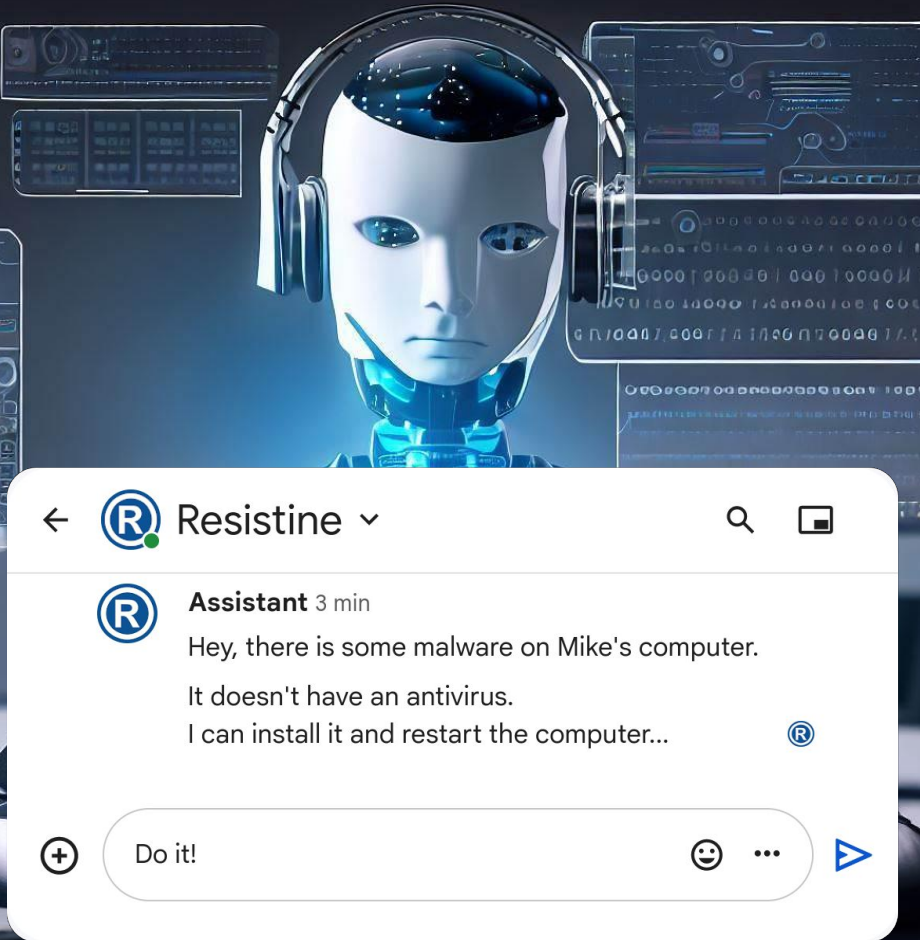 R Resistine
R Assistant 3 min
Hey, there is some malware on Mike's computer.
It doesn't have an antivirus.
I can install it and restart the computer...
R
Do it!